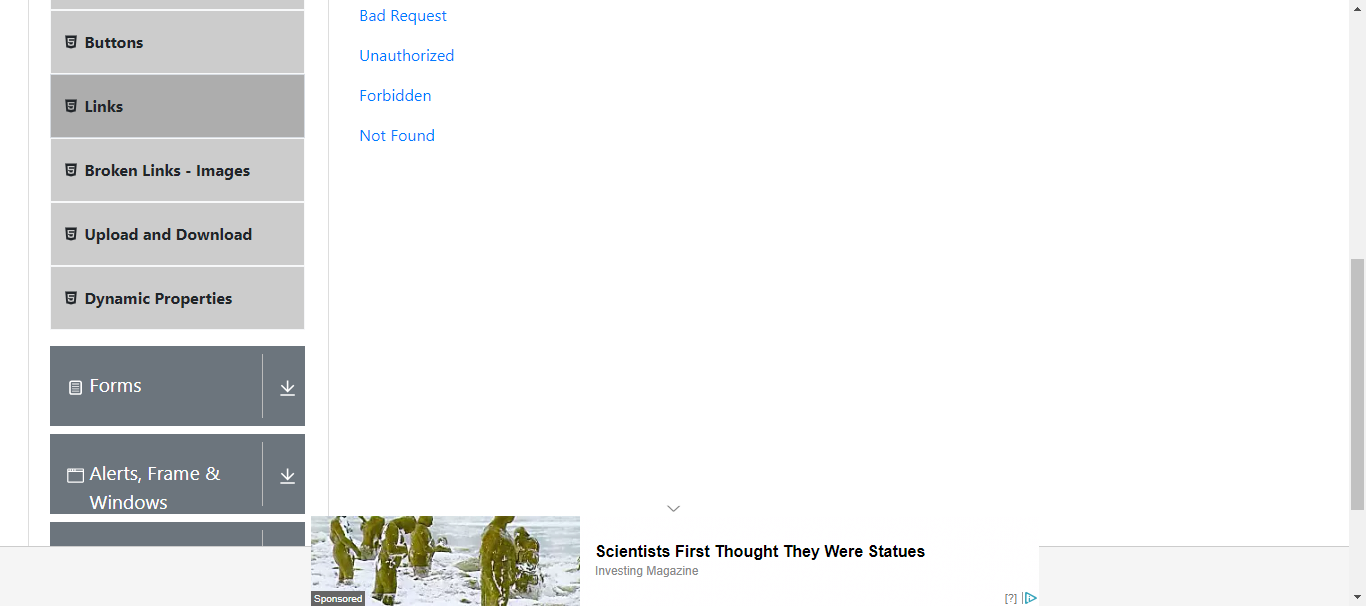 Buttons
Links
Broken Links - Images
Upload and Download
Dynamic Properties
Forms
Alerts, Frame &
Windows
Bad Request
Unauthorized
Forbidden
Not Found
Scientists First Thought They Were Statues
Investing Magazine
Sponsored
[?]